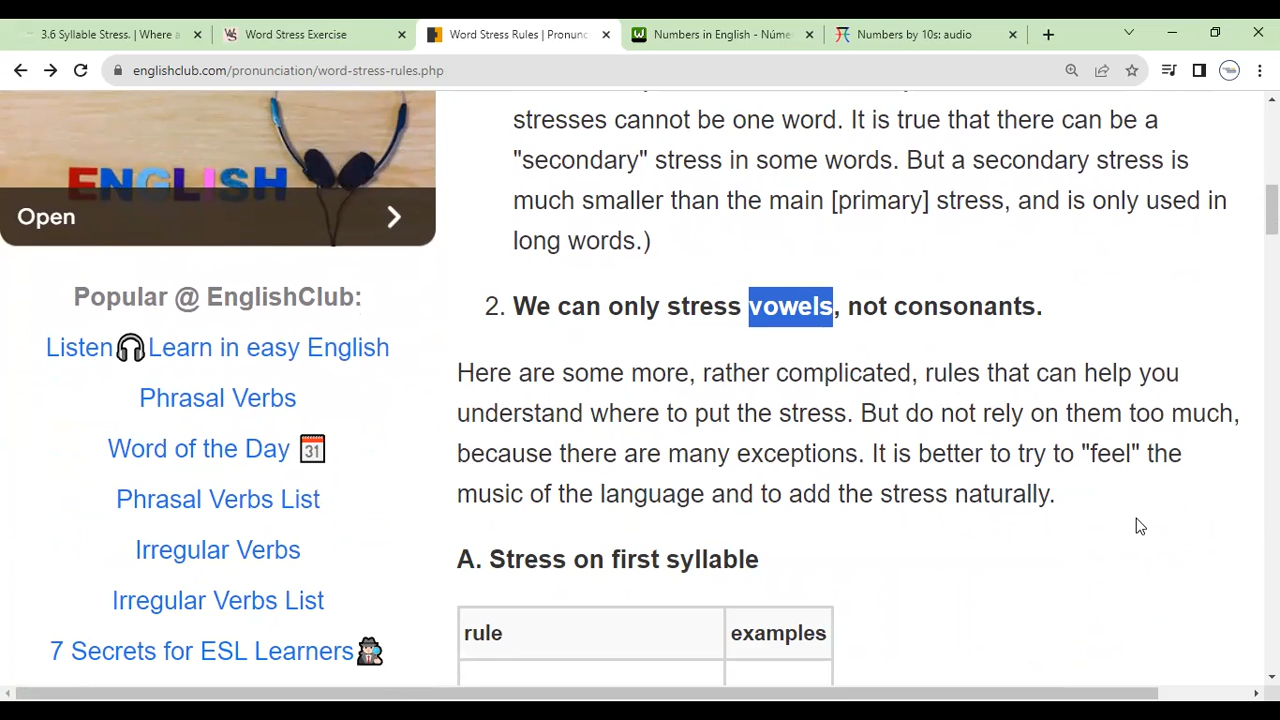 3.6 Syllable Stress. | Where a
Word Stress Exercise
Word Stress Rules | Pronunc
Numbers in English - Núme
Numbers by 10s: audio
englishclub.com/pronunciation/word-stress-rules.php
stresses cannot be one word. It is true that there can be a
"secondary" stress in some words. But a secondary stress is
much smaller than the main [primary] stress, and is only used in
long words.)
2. We can only stress vowels, not consonants.
Here are some more, rather complicated, rules that can help you
understand where to put the stress. But do not rely on them too much,
because there are many exceptions. It is better to try to "feel" the
music of the language and to add the stress naturally.
A. Stress on first syllable
rule examples
ENGLISH
Open
Popular @ EnglishClub:
Listen🎧Learn in easy English
Phrasal Verbs
Word of the Day 31
Phrasal Verbs List
Irregular Verbs
Irregular Verbs List
7 Secrets for ESL Learners